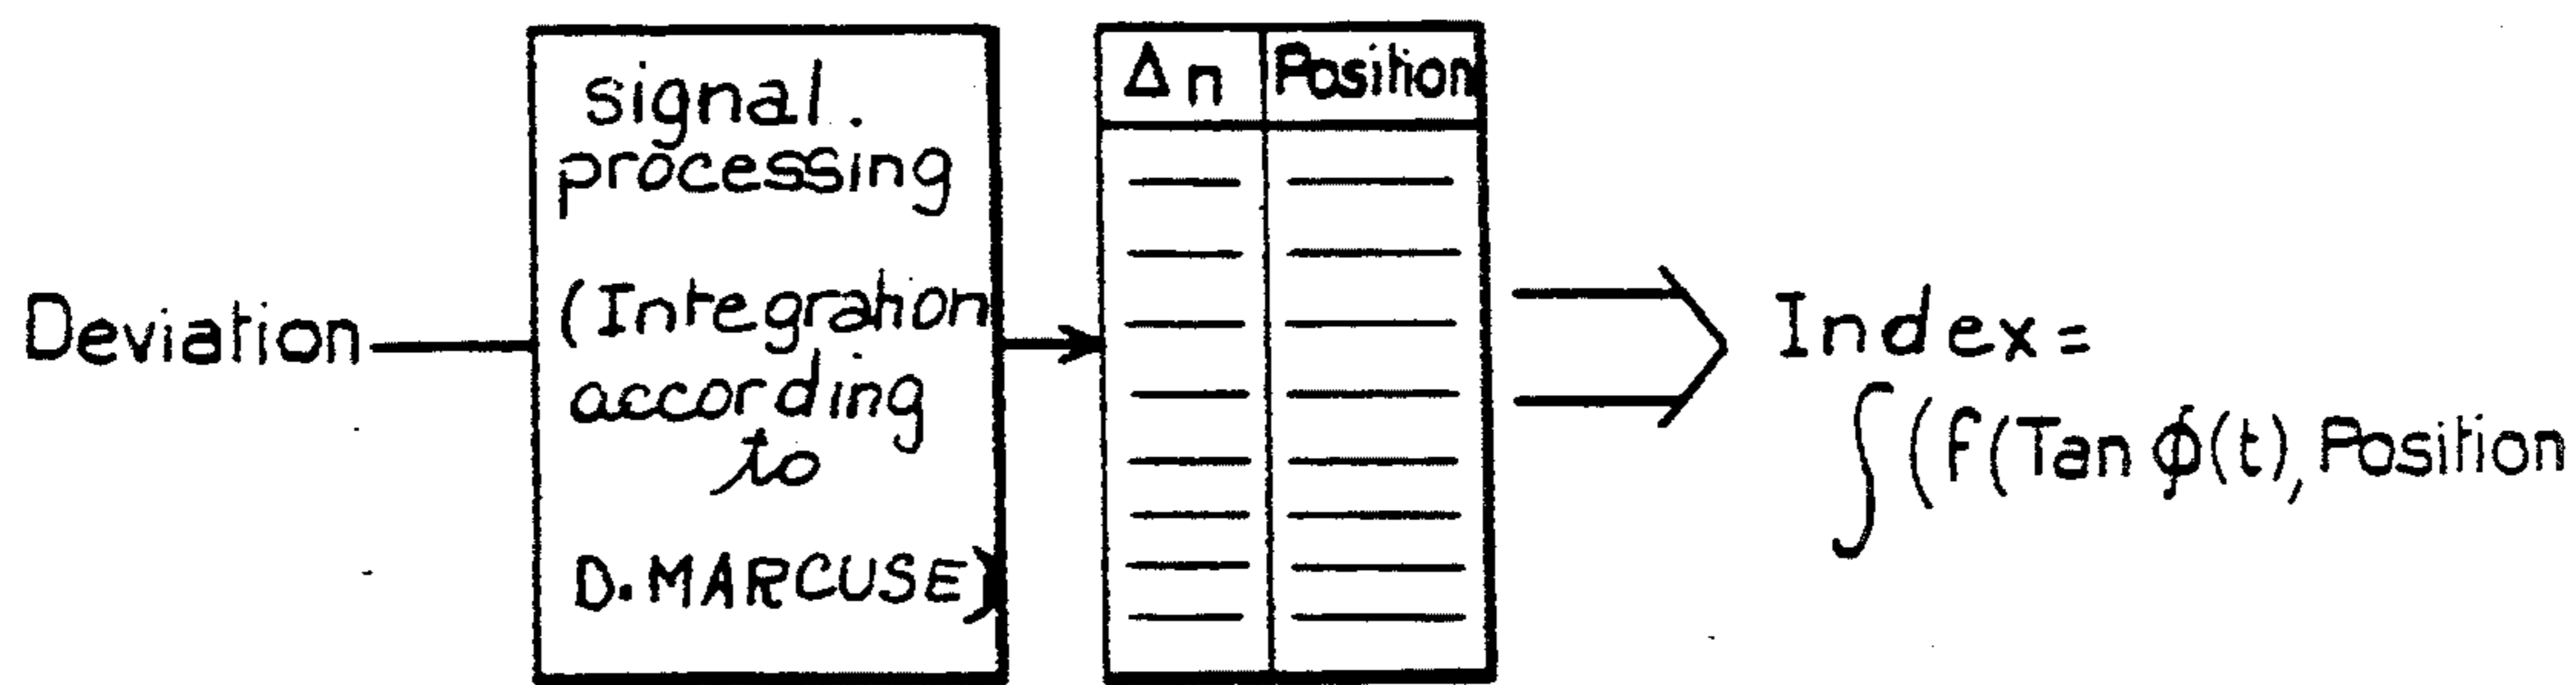 Deviation
signal.
processing
(Integration
according
to
D.MARCUSE)
Δn Position
Index=
∫(f(Tan ϕ(t), Position